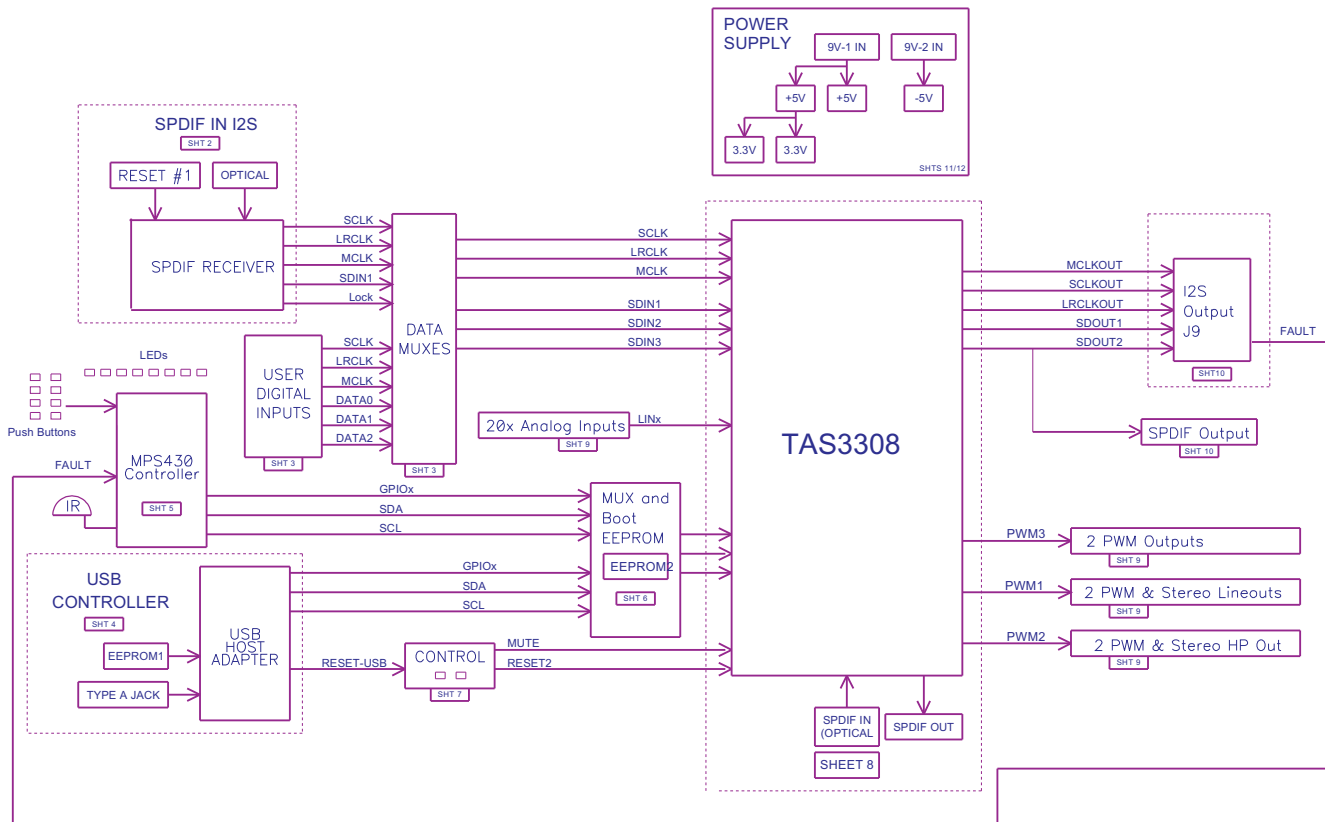 POWER
SUPPLY
9V-1 IN
9V-2 IN
+5V
+5V
-5V
3.3V
3.3V
SHTS 11/12
SPDIF IN I2S
SHT 2
RESET #1
OPTICAL
SPDIF RECEIVER
SCLK
LRCLK
MCLK
SDIN1
Lock
USER
DIGITAL
INPUTS
SHT 3
SCLK
LRCLK
MCLK
DATA0
DATA1
DATA2
DATA
MUXES
SHT 3
SCLK
LRCLK
MCLK
SDIN1
SDIN2
SDIN3
20x Analog Inputs
SHT 9
LINx
LEDs
Push Buttons
FAULT
IR
MPS430
Controller
SHT 5
GPIOx
SDA
SCL
MUX and
Boot
EEPROM
EEPROM2
SHT 6
USB
CONTROLLER
SHT 4
EEPROM1
TYPE A JACK
USB
HOST
ADAPTER
GPIOx
SDA
SCL
RESET-USB
CONTROL
SHT 7
MUTE
RESET2
TAS3308
SPDIF IN
(OPTICAL
SPDIF OUT
SHEET 8
MCLKOUT
SCLKOUT
LRCLKOUT
SDOUT1
SDOUT2
I2S
Output
J9
SHT10
FAULT
SPDIF Output
SHT 10
PWM3
2 PWM Outputs
SHT 9
PWM1
2 PWM & Stereo Lineouts
SHT 9
PWM2
2 PWM & Stereo HP Out
SHT 9